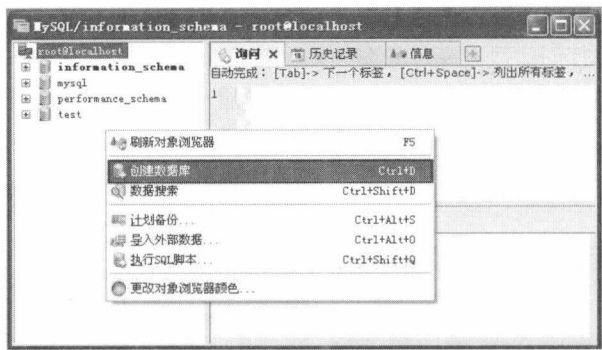 MySQL/information_schema - root@localhost
root@localhost
information_schema
mysql
performance_schema
test
询问
历史记录
信息
自动完成：[Tab]-> 下一个标签，[Ctrl+Space]-> 列出所有标签，...
1
刷新对象浏览器 F5
创建数据库 Ctrl+D
数据搜索 Ctrl+Shift+D
计划备份... Ctrl+Alt+S
导入外部数据... Ctrl+Alt+O
执行SQL脚本... Ctrl+Shift+Q
更改对象浏览器颜色...